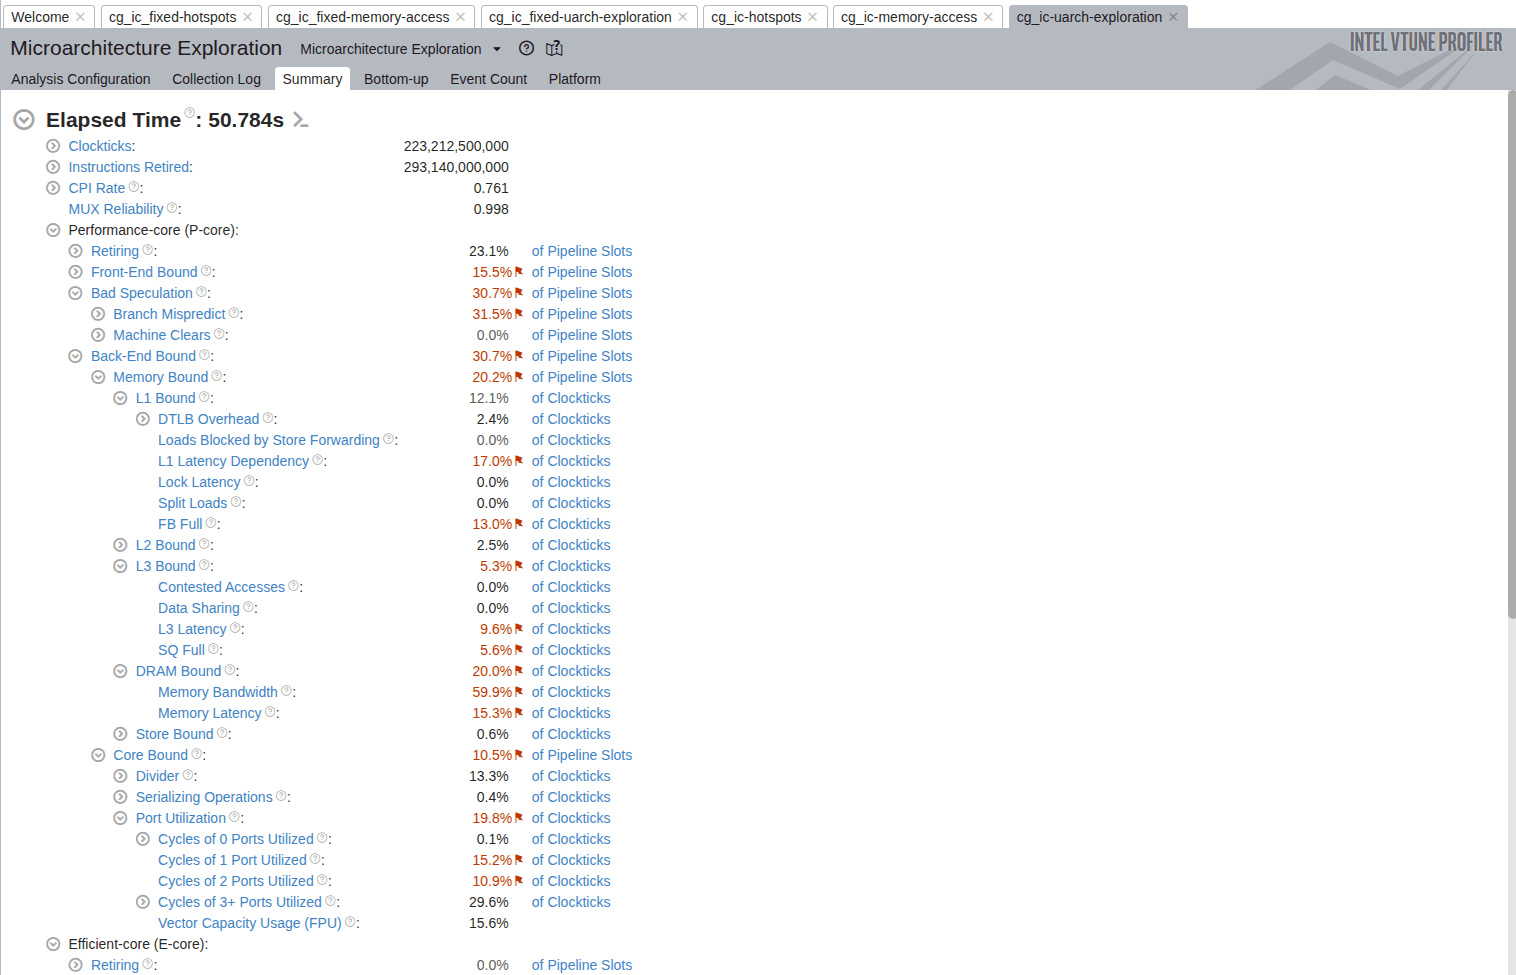 Welcome × cg_ic_fixed-hotspots × cg_ic_fixed-memory-access × cg_ic_fixed-uarch-exploration × cg_ic-hotspots × cg_ic-memory-access × cg_ic-uarch-exploration ×
Microarchitecture Exploration Microarchitecture Exploration ? ? INTEL VTUNE PROFILER
Analysis Configuration Collection Log Summary Bottom-up Event Count Platform
Elapsed Time ?: 50.784s
Clockticks: 223,212,500,000
Instructions Retired: 293,140,000,000
CPI Rate ?: 0.761
MUX Reliability ?: 0.998
Performance-core (P-core):
Retiring ?: 23.1% of Pipeline Slots
Front-End Bound ?: 15.5% of Pipeline Slots
Bad Speculation ?: 30.7% of Pipeline Slots
Branch Mispredict ?: 31.5% of Pipeline Slots
Machine Clears ?: 0.0% of Pipeline Slots
Back-End Bound ?: 30.7% of Pipeline Slots
Memory Bound ?: 20.2% of Pipeline Slots
L1 Bound ?: 12.1% of Clockticks
DTLB Overhead ?: 2.4% of Clockticks
Loads Blocked by Store Forwarding ?: 0.0% of Clockticks
L1 Latency Dependency ?: 17.0% of Clockticks
Lock Latency ?: 0.0% of Clockticks
Split Loads ?: 0.0% of Clockticks
FB Full ?: 13.0% of Clockticks
L2 Bound ?: 2.5% of Clockticks
L3 Bound ?: 5.3% of Clockticks
Contested Accesses ?: 0.0% of Clockticks
Data Sharing ?: 0.0% of Clockticks
L3 Latency ?: 9.6% of Clockticks
SQ Full ?: 5.6% of Clockticks
DRAM Bound ?: 20.0% of Clockticks
Memory Bandwidth ?: 59.9% of Clockticks
Memory Latency ?: 15.3% of Clockticks
Store Bound ?: 0.6% of Clockticks
Core Bound ?: 10.5% of Pipeline Slots
Divider ?: 13.3% of Clockticks
Serializing Operations ?: 0.4% of Clockticks
Port Utilization ?: 19.8% of Clockticks
Cycles of 0 Ports Utilized ?: 0.1% of Clockticks
Cycles of 1 Port Utilized ?: 15.2% of Clockticks
Cycles of 2 Ports Utilized ?: 10.9% of Clockticks
Cycles of 3+ Ports Utilized ?: 29.6% of Clockticks
Vector Capacity Usage (FPU) ?: 15.6%
Efficient-core (E-core):
Retiring ?: 0.0% of Pipeline Slots